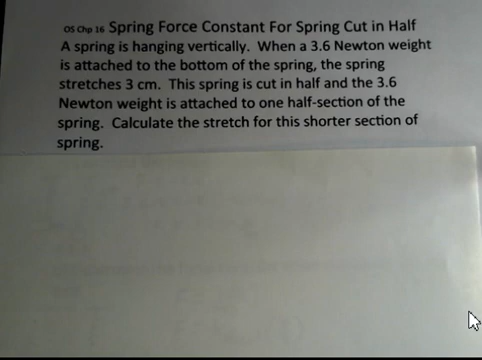 OS Chp 16 Spring Force Constant For Spring Cut in Half
A spring is hanging vertically. When a 3.6 Newton weight
is attached to the bottom of the spring, the spring
stretches 3 cm. This spring is cut in half and the 3.6
Newton weight is attached to one half-section of the
spring. Calculate the stretch for this shorter section of
spring.